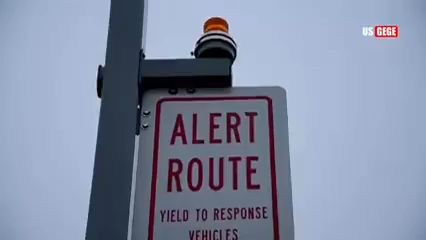 US GEGE
ALERT
ROUTE
YIELD TO RESPONSE
VEHICLES